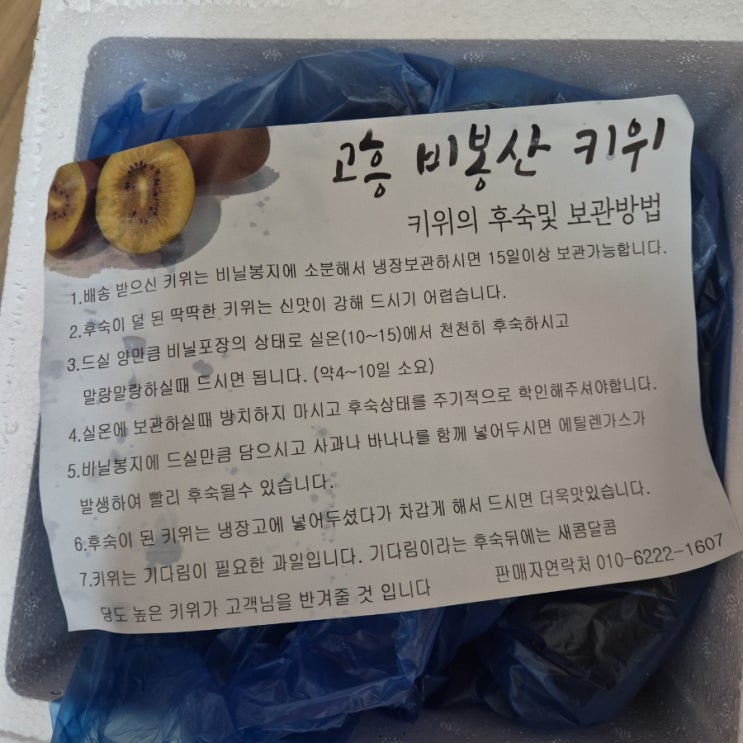 고흥 비봉산 키위
키위의 후숙및 보관방법
1.배송 받으신 키위는 비닐봉지에 소분해서 냉장보관하시면 15일이상 보관가능합니다.
2.후숙이 덜 된 딱딱한 키위는 신맛이 강해 드시기 어렵습니다.
3.드실 양만큼 비닐포장의 상태로 실온(10~15)에서 천천히 후숙하시고
말랑말랑하실때 드시면 됩니다. (약4~10일 소요)
4.실온에 보관하실때 방치하지 마시고 후숙상태를 주기적으로 확인해주셔야합니다.
5.비닐봉지에 드실만큼 담으시고 사과나 바나나를 함께 넣어두시면 에틸렌가스가
발생하여 빨리 후숙될수 있습니다.
6.후숙이 된 키위는 냉장고에 넣어두셨다가 차갑게 해서 드시면 더욱맛있습니다.
7.키위는 기다림이 필요한 과일입니다. 기다림이라는 후숙뒤에는 새콤달콤
당도 높은 키위가 고객님을 반겨줄 것 입니다
판매자연락처 010-6222-1607